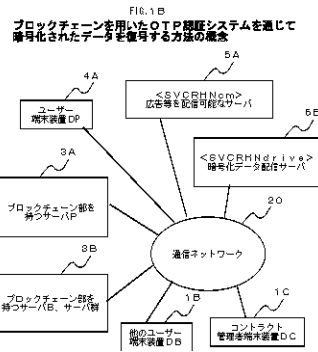 FIG.1B
ブロックチェーンを用いたOTP認証システムを通じて
暗号化されたデータを復号する方法の概念
5A
<SVCRHNcm>
広告等を配信可能なサーバ
4A
ユーザー
端末装置DP
5B
<SVCRHNdrive>
暗号化データ配信サーバ
3A
ブロックチェーン部を
持つサーバP
20
通信ネットワーク
3B
ブロックチェーン部を
持つサーバB、サーバ群
1B
他のユーザー
端末装置DB
1C
コントラクト
管理者端末装置DC